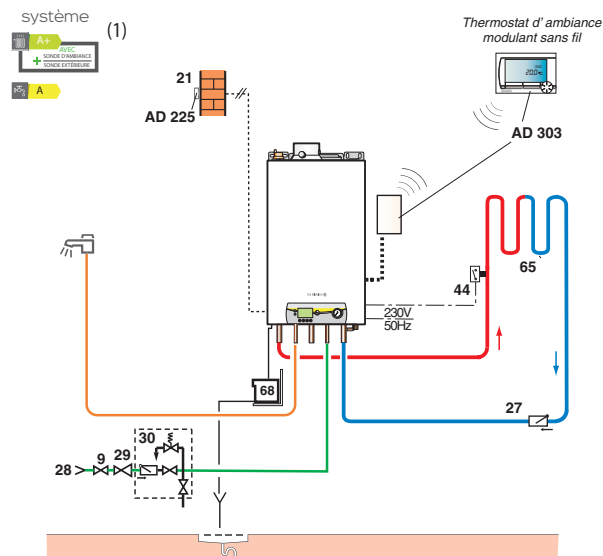 système
(1)
A+
AVEC
SONDE D'AMBIANCE
+
SONDE EXTÉRIEURE
A
Thermostat d' ambiance
modulant sans fil
21
AD 225
AD 303
65
44
230V
50Hz
68
27
30
9
29
28